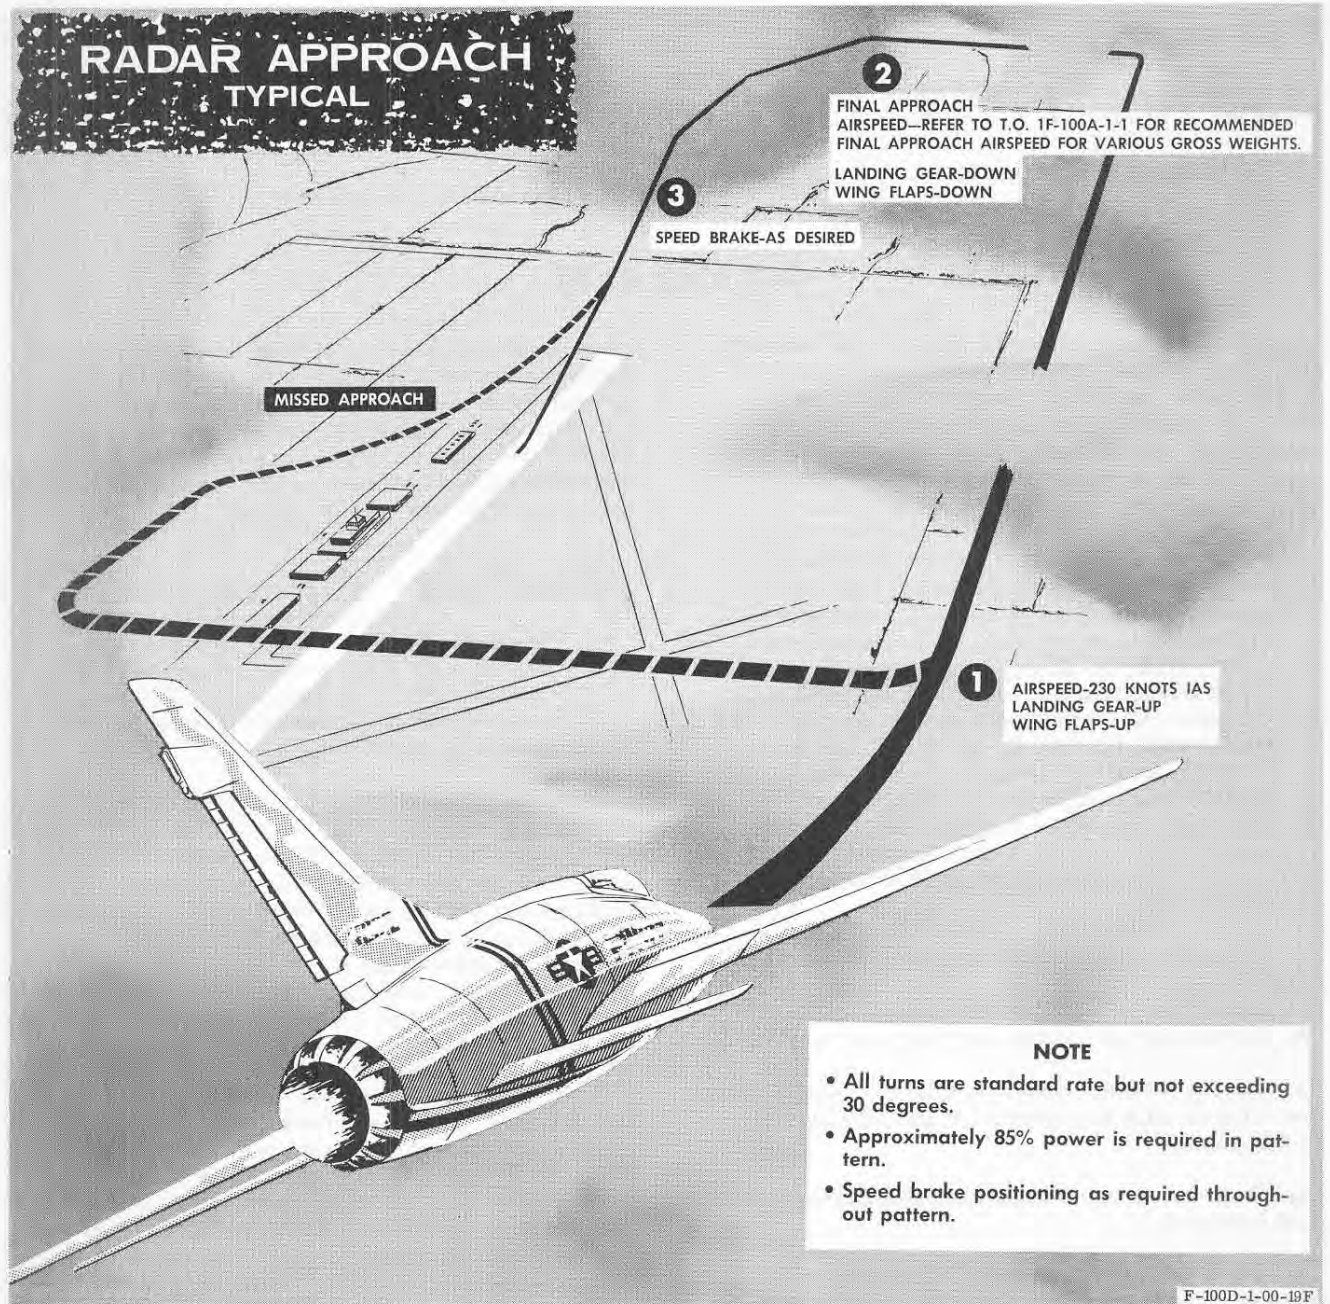 RADAR APPROACH
TYPICAL
2
FINAL APPROACH
AIRSPEED—REFER TO T.O. 1F-100A-1-1 FOR RECOMMENDED
FINAL APPROACH AIRSPEED FOR VARIOUS GROSS WEIGHTS.
LANDING GEAR-DOWN
WING FLAPS-DOWN
3
SPEED BRAKE-AS DESIRED
MISSED APPROACH
1
AIRSPEED-230 KNOTS IAS
LANDING GEAR-UP
WING FLAPS-UP
NOTE
• All turns are standard rate but not exceeding
30 degrees.
• Approximately 85% power is required in pat-
tern.
• Speed brake positioning as required through-
out pattern.
F-100D-1-00-19F